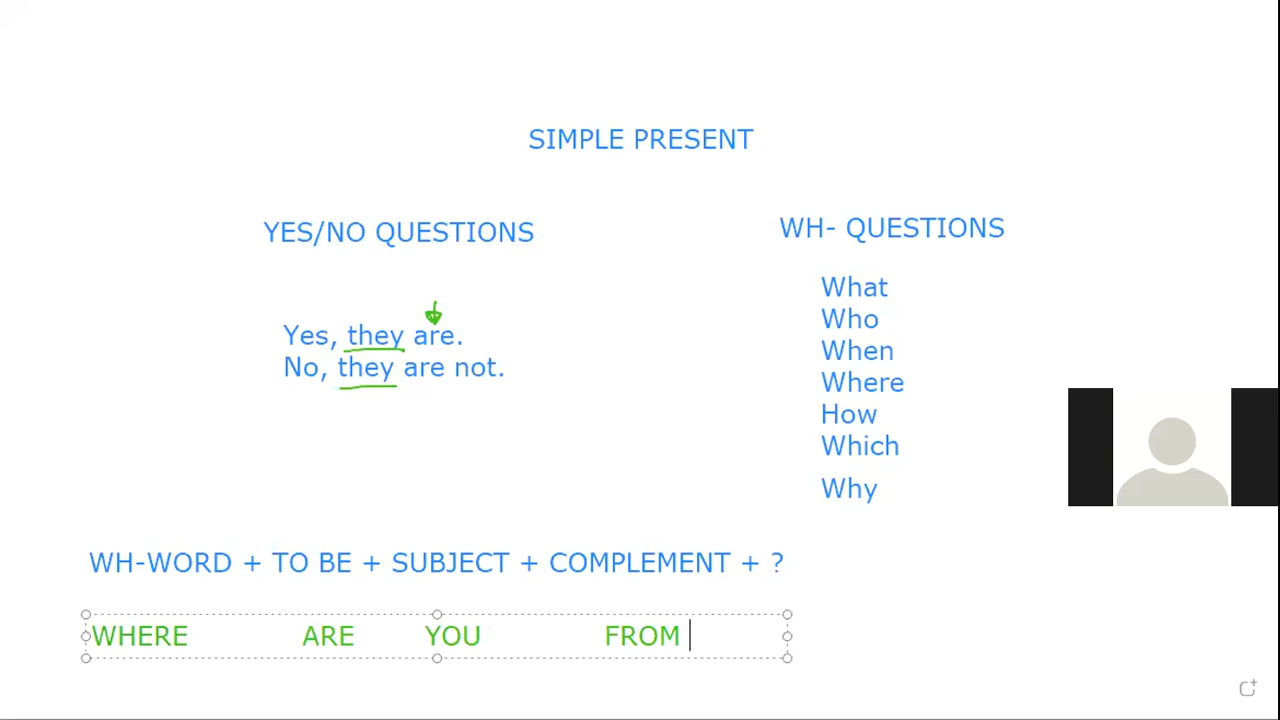 SIMPLE PRESENT
YES/NO QUESTIONS
Yes, they are.
No, they are not.
WH- QUESTIONS
What
Who
When
Where
How
Which
Why
WH-WORD + TO BE + SUBJECT + COMPLEMENT + ?
WHERE ARE YOU FROM